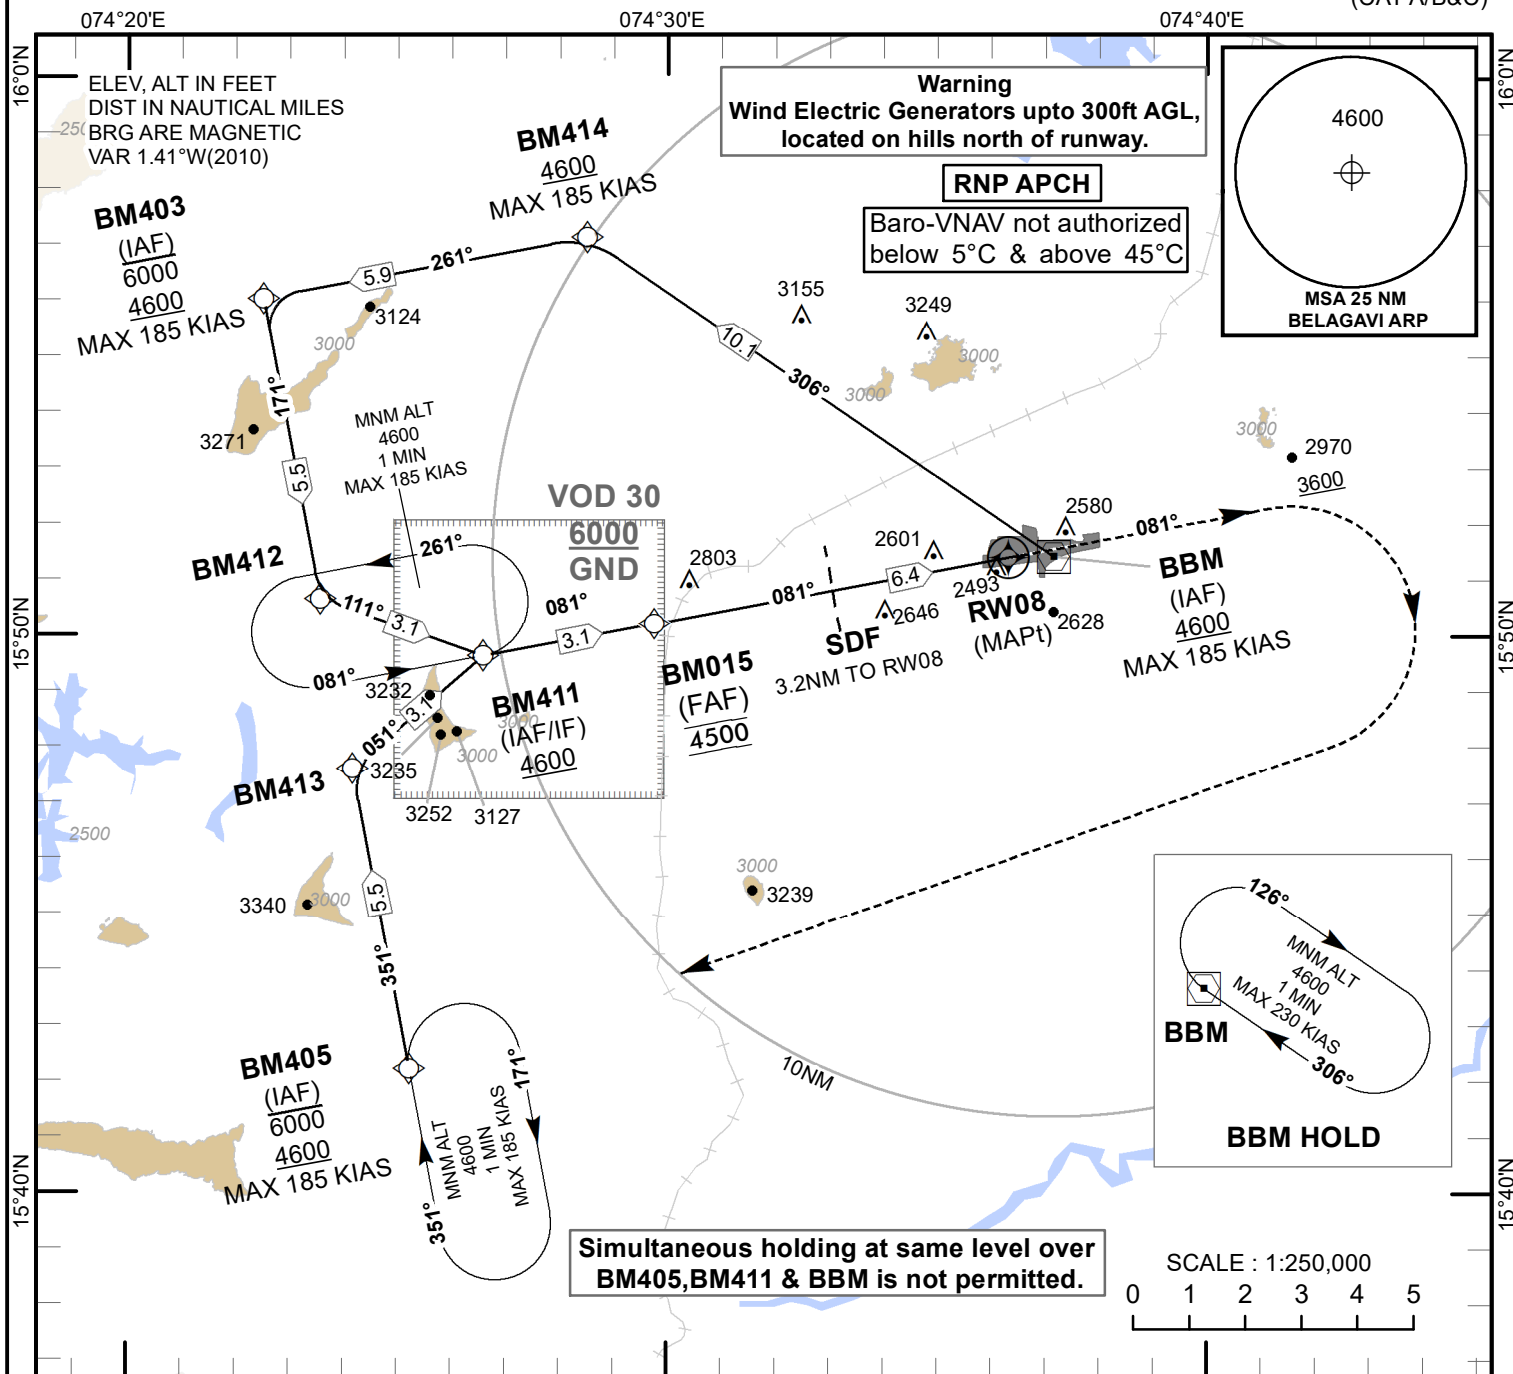 074°20'E
074°30'E
074°40'E
16°0'N
16°0'N
ELEV, ALT IN FEET
DIST IN NAUTICAL MILES
BRG ARE MAGNETIC
VAR 1.41°W(2010)
Warning
Wind Electric Generators upto 300ft AGL,
located on hills north of runway.
RNP APCH
Baro-VNAV not authorized
below 5°C & above 45°C
4600
MSA 25 NM
BELAGAVI ARP
BM414
4600
MAX 185 KIAS
BM403
(IAF)
6000
4600
MAX 185 KIAS
261°
5.9
3124
3000
3271
171°
5.5
10.1
306°
3155
3249
3000
3000
3000
2970
3600
MNM ALT
4600
1 MIN
MAX 185 KIAS
VOD 30
6000
GND
261°
BM412
111°
3.1
081°
081°
3.1
2803
081°
6.4
2601
2493
2646
2580
081°
2628
SDF
3.2NM TO RW08
RW08
(MAPt)
BBM
(IAF)
4600
MAX 185 KIAS
15°50'N
15°50'N
BM015
(FAF)
4500
BM411
(IAF/IF)
4600
3000
3000
3232
3.1
051°
3235
3252
3127
BM413
2500
3340
3000
3000
3239
5.5
351°
BM405
(IAF)
6000
4600
MAX 185 KIAS
171°
MNM ALT
4600
1 MIN
MAX 185 KIAS
351°
10NM
126°
MNM ALT
4600
1 MIN
MAX 230 KIAS
306°
BBM
BBM HOLD
15°40'N
15°40'N
Simultaneous holding at same level over
BM405,BM411 & BBM is not permitted.
SCALE : 1:250,000
0 1 2 3 4 5